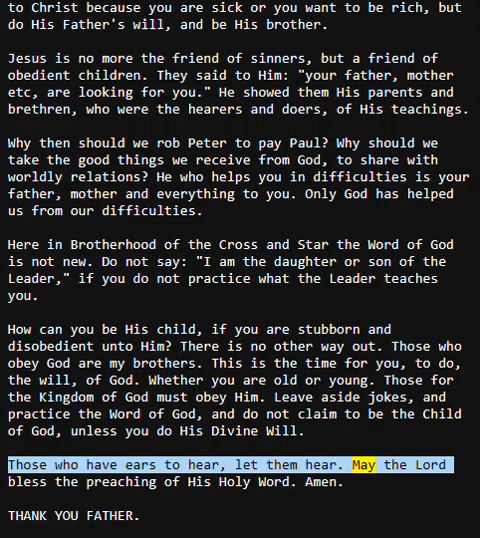 to Christ because you are sick or you want to be rich, but
do His Father's will, and be His brother.
Jesus is no more the friend of sinners, but a friend of
obedient children. They said to Him: "your father, mother
etc, are looking for you." He showed them His parents and
brethren, who were the hearers and doers, of His teachings.
Why then should we rob Peter to pay Paul? Why should we
take the good things we receive from God, to share with
worldly relations? He who helps you in difficulties is your
father, mother and everything to you. Only God has helped
us from our difficulties.
Here in Brotherhood of the Cross and Star the Word of God
is not new. Do not say: "I am the daughter or son of the
Leader," if you do not practice what the Leader teaches
you.
How can you be His child, if you are stubborn and
disobedient unto Him? There is no other way out. Those who
obey God are my brothers. This is the time for you, to do,
the will, of God. Whether you are old or young. Those for
the Kingdom of God must obey Him. Leave aside jokes, and
practice the Word of God, and do not claim to be the Child
of God, unless you do His Divine Will.
Those who have ears to hear, let them hear. May the Lord
bless the preaching of His Holy Word. Amen.
THANK YOU FATHER.